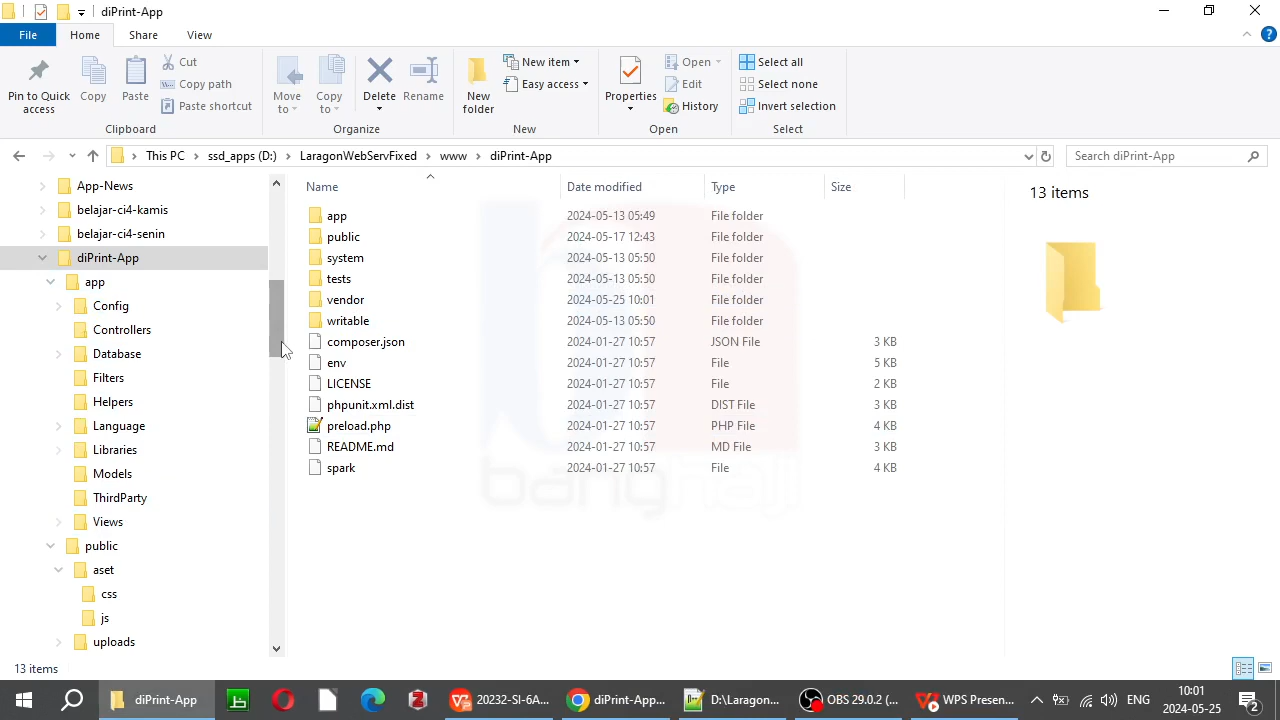 diPrint-App
File Home Share View
Pin to Quick access
Copy
Paste
Cut
Copy path
Paste shortcut
Clipboard
Move to
Copy to
Delete
Rename
Organize
New folder
New item
Easy access
New
Properties
Open
Edit
History
Open
Select all
Select none
Invert selection
Select
This PC ssd_apps (D:) LaragonWebServFixed www diPrint-App
Search diPrint-App
App-News
belajar-ci4-kamis
belajar-ci4-senin
diPrint-App
app
Config
Controllers
Database
Filters
Helpers
Language
Libraries
Models
ThirdParty
Views
public
aset
css
js
uploads
Name Date modified Type Size
app 2024-05-13 05:49 File folder
public 2024-05-17 12:43 File folder
system 2024-05-13 05:50 File folder
tests 2024-05-13 05:50 File folder
vendor 2024-05-25 10:01 File folder
writable 2024-05-13 05:50 File folder
composer.json 2024-01-27 10:57 JSON File 3 KB
env 2024-01-27 10:57 File 5 KB
LICENSE 2024-01-27 10:57 File 2 KB
phpunit.xml.dist 2024-01-27 10:57 DIST File 3 KB
preload.php 2024-01-27 10:57 PHP File 4 KB
README.md 2024-01-27 10:57 MD File 3 KB
spark 2024-01-27 10:57 File 4 KB
13 items
13 items
diPrint-App
20232-SI-6A...
diPrint-App...
D:\Laragon...
OBS 29.0.2 (...
WPS Presen...
ENG
10:01
2024-05-25
2